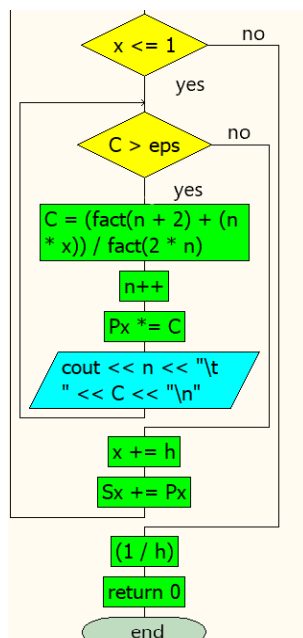 x <= 1
no
yes
C > eps
no
yes
C = (fact(n + 2) + (n
* x)) / fact(2 * n)
n++
Px *= C
cout << n << "\t
" << C << "\n"
x += h
Sx += Px
(1 / h)
return 0
end